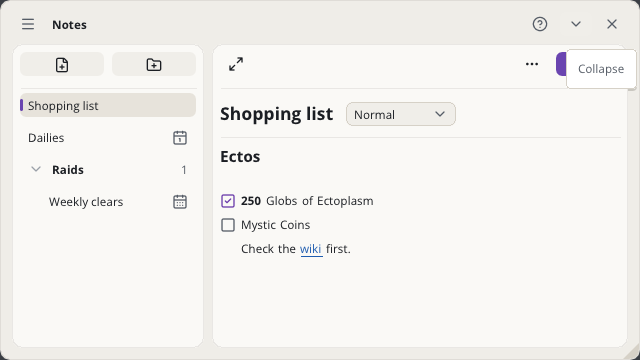 Notes
Collapse
Shopping list
Dailies
Raids 1
Weekly clears
Shopping list Normal
Ectos
250 Globs of Ectoplasm
Mystic Coins
Check the wiki first.